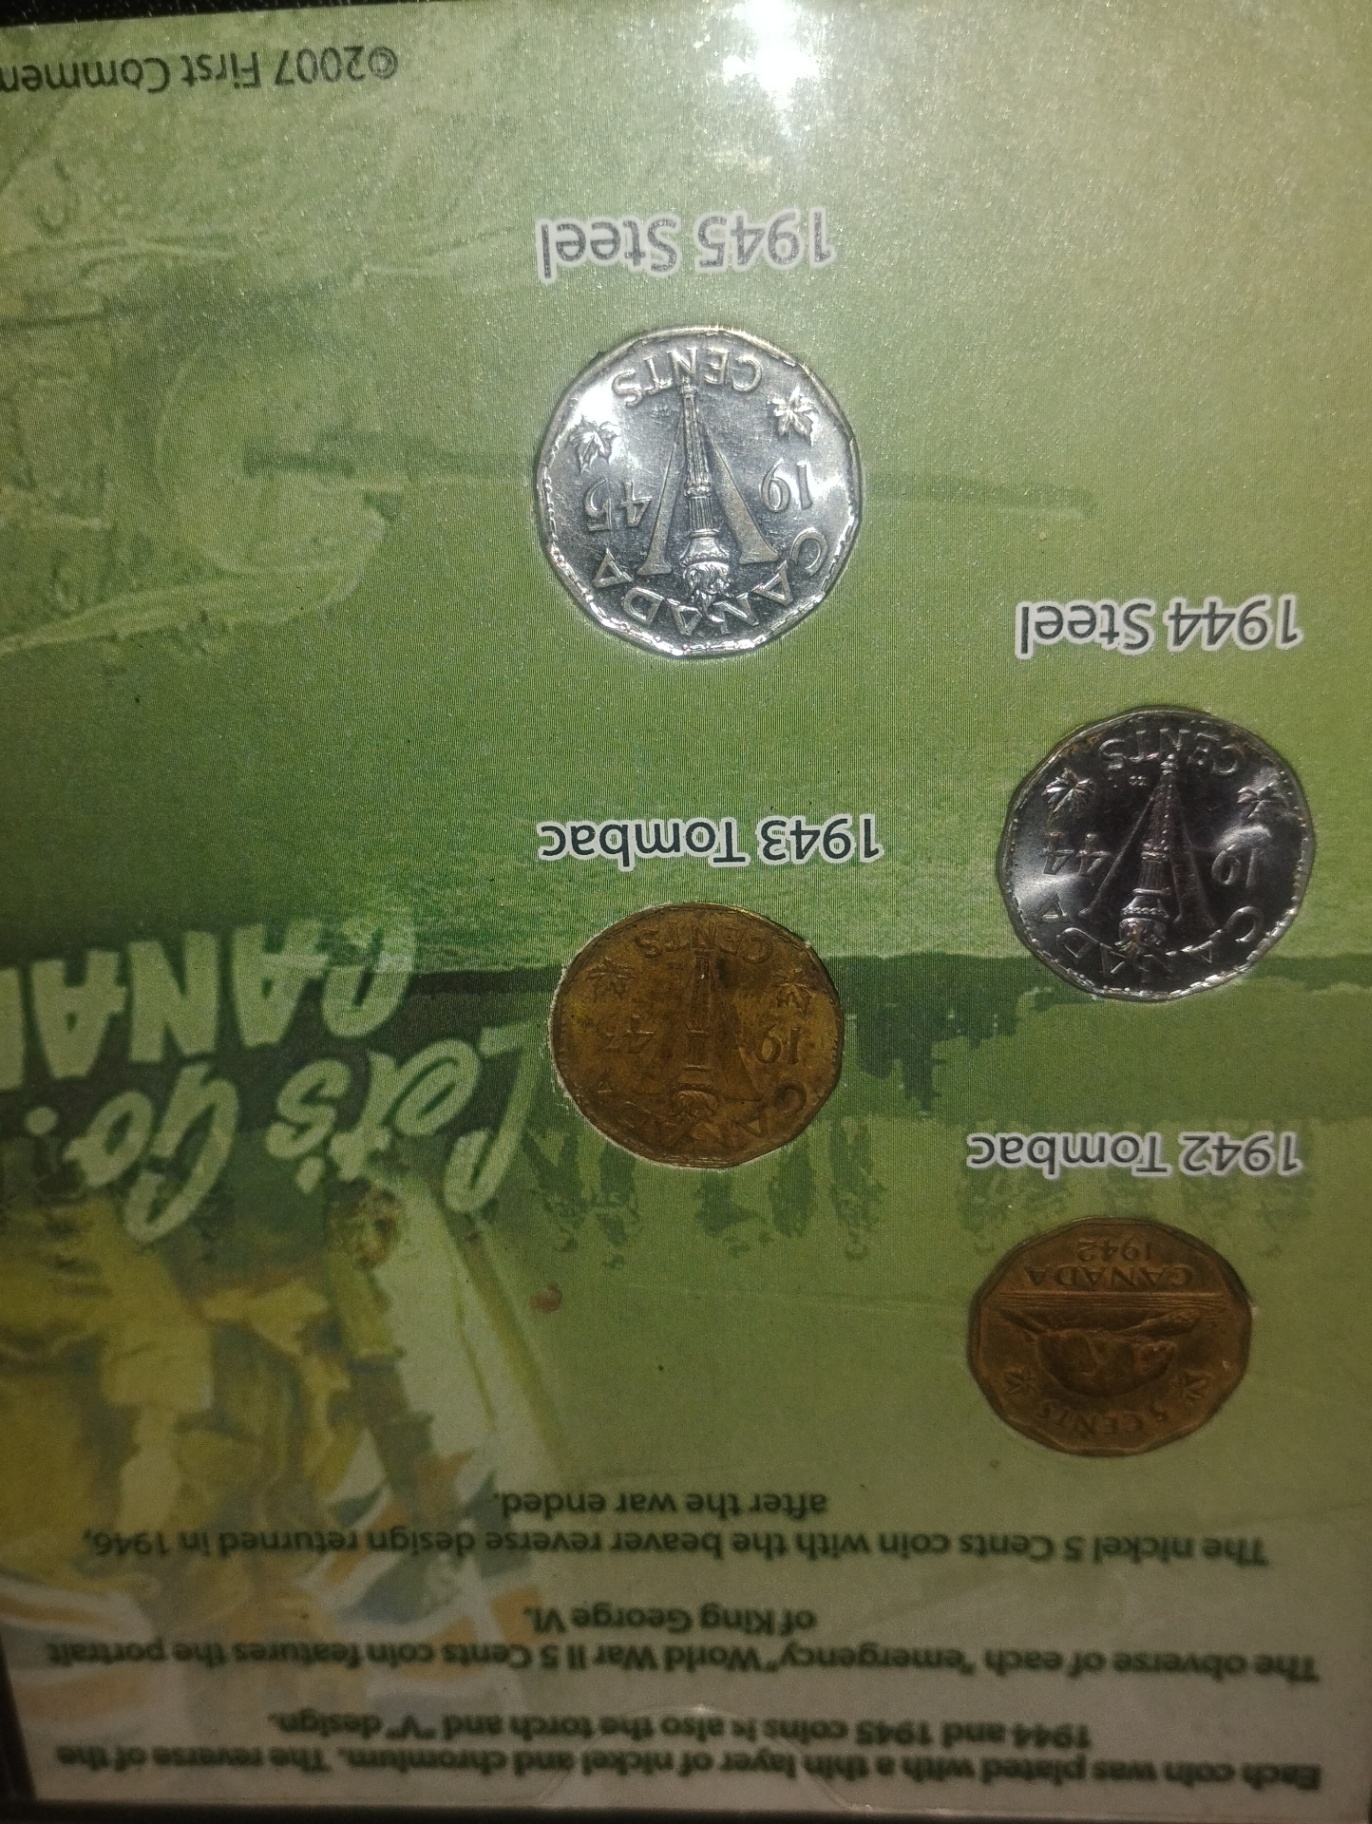 Each coin was plated with a thin layer of nickel and chromium. The reverse of the
1944 and 1945 coins is also the torch and "V" design.
The obverse of each "emergency" World War II 5 Cents coin features the portrait
of King George VI.
The nickel 5 Cents coin with the beaver reverse design returned in 1946,
after the war ended.
5 CENTS
CANADA
1942
1942 Tombac
Let's Go!
CANA
CANADA
19 43
CENTS
1943 Tombac
CANADA
19 44
CENTS
1944 Steel
CANADA
19 45
CENTS
1945 Steel
©2007 First Commem